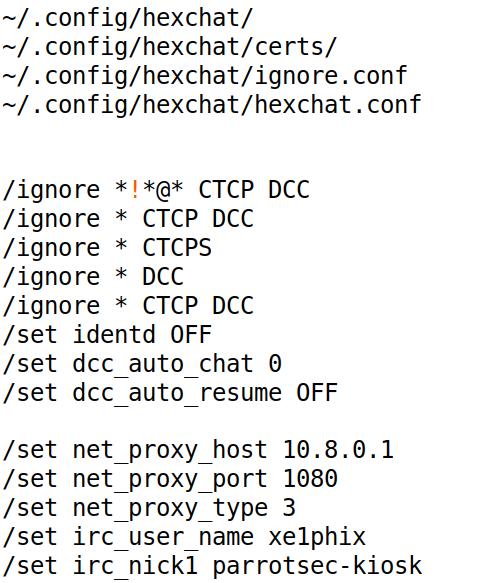 ~/.config/hexchat/
~/.config/hexchat/certs/
~/.config/hexchat/ignore.conf
~/.config/hexchat/hexchat.conf
/ignore *!*@* CTCP DCC
/ignore * CTCP DCC
/ignore * CTCPS
/ignore * DCC
/ignore * CTCP DCC
/set identd OFF
/set dcc_auto_chat 0
/set dcc_auto_resume OFF
/set net_proxy_host 10.8.0.1
/set net_proxy_port 1080
/set net_proxy_type 3
/set irc_user_name xe1phix
/set irc_nick1 parrotsec-kiosk